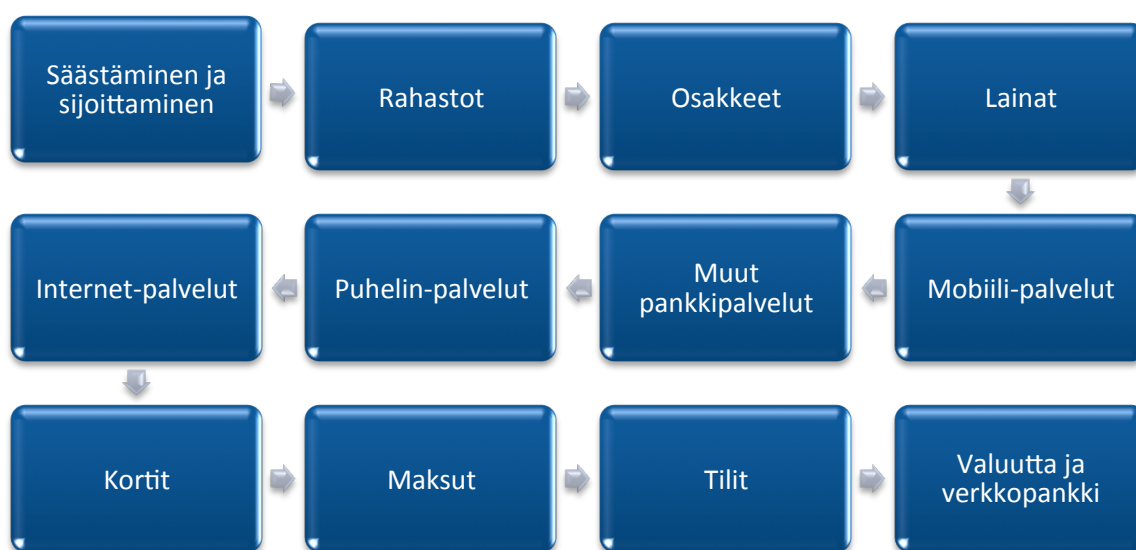 Säästäminen ja
sijoittaminen
Rahastot
Osakkeet
Lainat
Mobiili-palvelut
Muut
pankkipalvelut
Puhelin-palvelut
Internet-palvelut
Kortit
Maksut
Tilit
Valuutta ja
verkkopankki